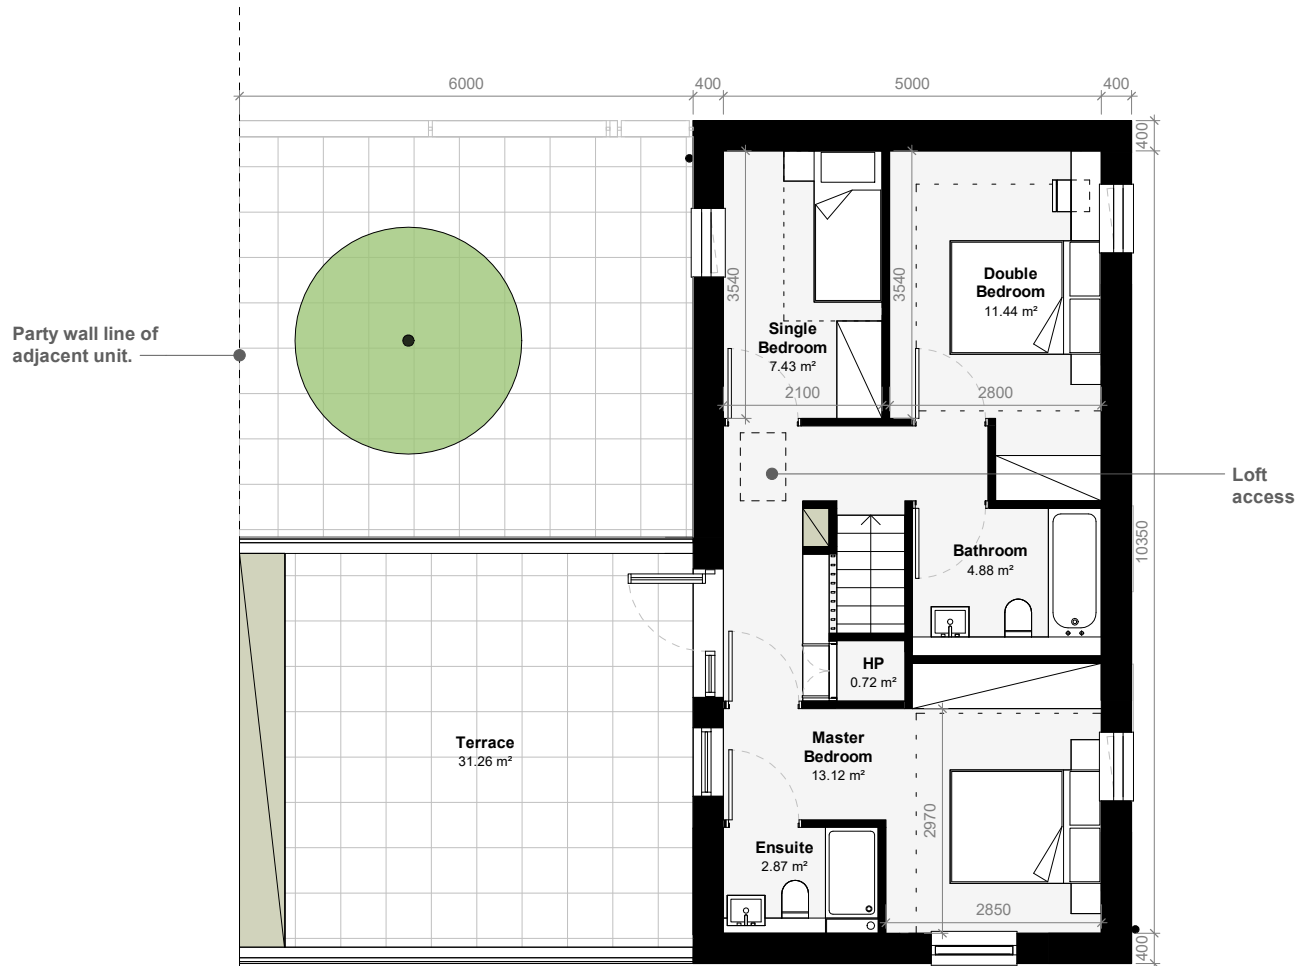 6000
400
5000
400
400
3540
3540
Double
Bedroom
11.44 m²
Party wall line of
adjacent unit.
Single
Bedroom
7.43 m²
2100
2800
Loft
access
10350
Bathroom
4.88 m²
HP
0.72 m²
Terrace
31.26 m²
Master
Bedroom
13.12 m²
2970
Ensuite
2.87 m²
2850
400